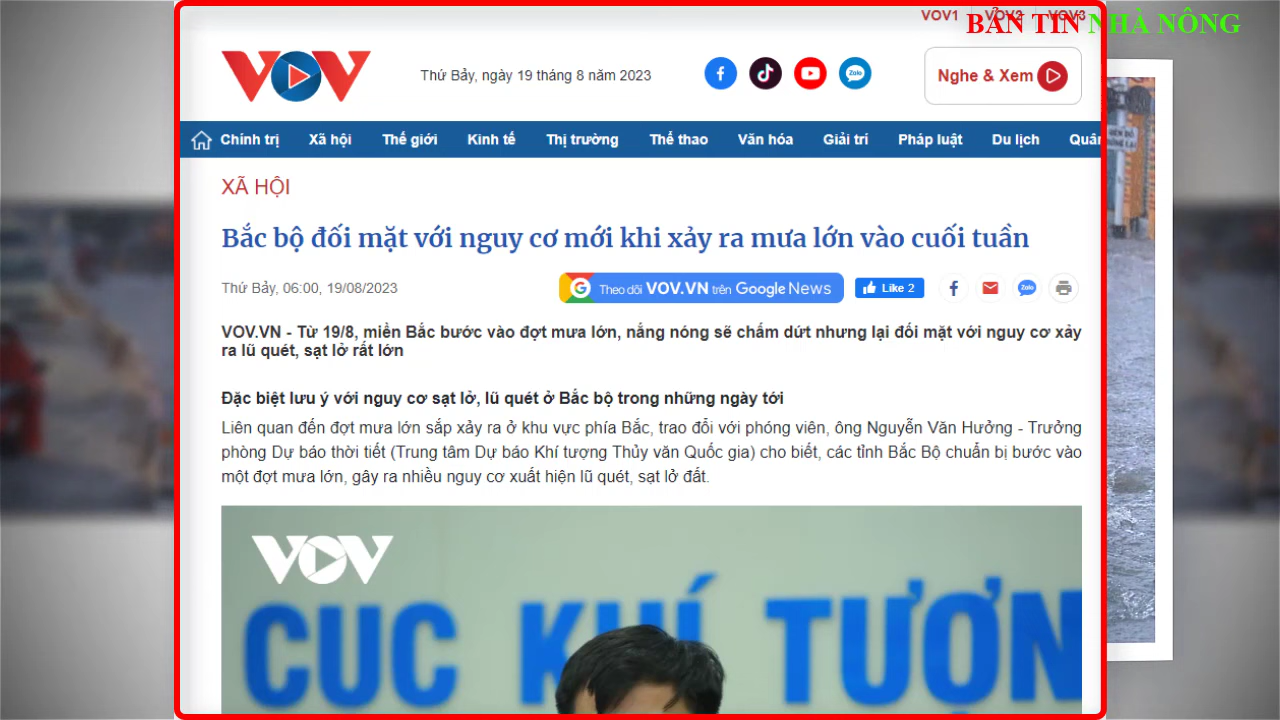 VOV1 VOV2 VOV3
BẢN TIN NHÀ NÔNG
VOV
Thứ Bảy, ngày 19 tháng 8 năm 2023
Zalo
Nghe & Xem
Chính trị Xã hội Thế giới Kinh tế Thị trường Thể thao Văn hóa Giải trí Pháp luật Du lịch Quân
XÃ HỘI
Bắc bộ đối mặt với nguy cơ mới khi xảy ra mưa lớn vào cuối tuần
Thứ Bảy, 06:00, 19/08/2023
Theo dõi VOV.VN trên Google News
Like 2
Zalo
VOV.VN - Từ 19/8, miền Bắc bước vào đợt mưa lớn, nắng nóng sẽ chấm dứt nhưng lại đối mặt với nguy cơ xảy
ra lũ quét, sạt lở rất lớn
Đặc biệt lưu ý với nguy cơ sạt lở, lũ quét ở Bắc bộ trong những ngày tới
Liên quan đến đợt mưa lớn sắp xảy ra ở khu vực phía Bắc, trao đổi với phóng viên, ông Nguyễn Văn Hưởng - Trưởng
phòng Dự báo thời tiết (Trung tâm Dự báo Khí tượng Thủy văn Quốc gia) cho biết, các tỉnh Bắc Bộ chuẩn bị bước vào
một đợt mưa lớn, gây ra nhiều nguy cơ xuất hiện lũ quét, sạt lở đất.
VOV
CUC KHÍ TƯỢN